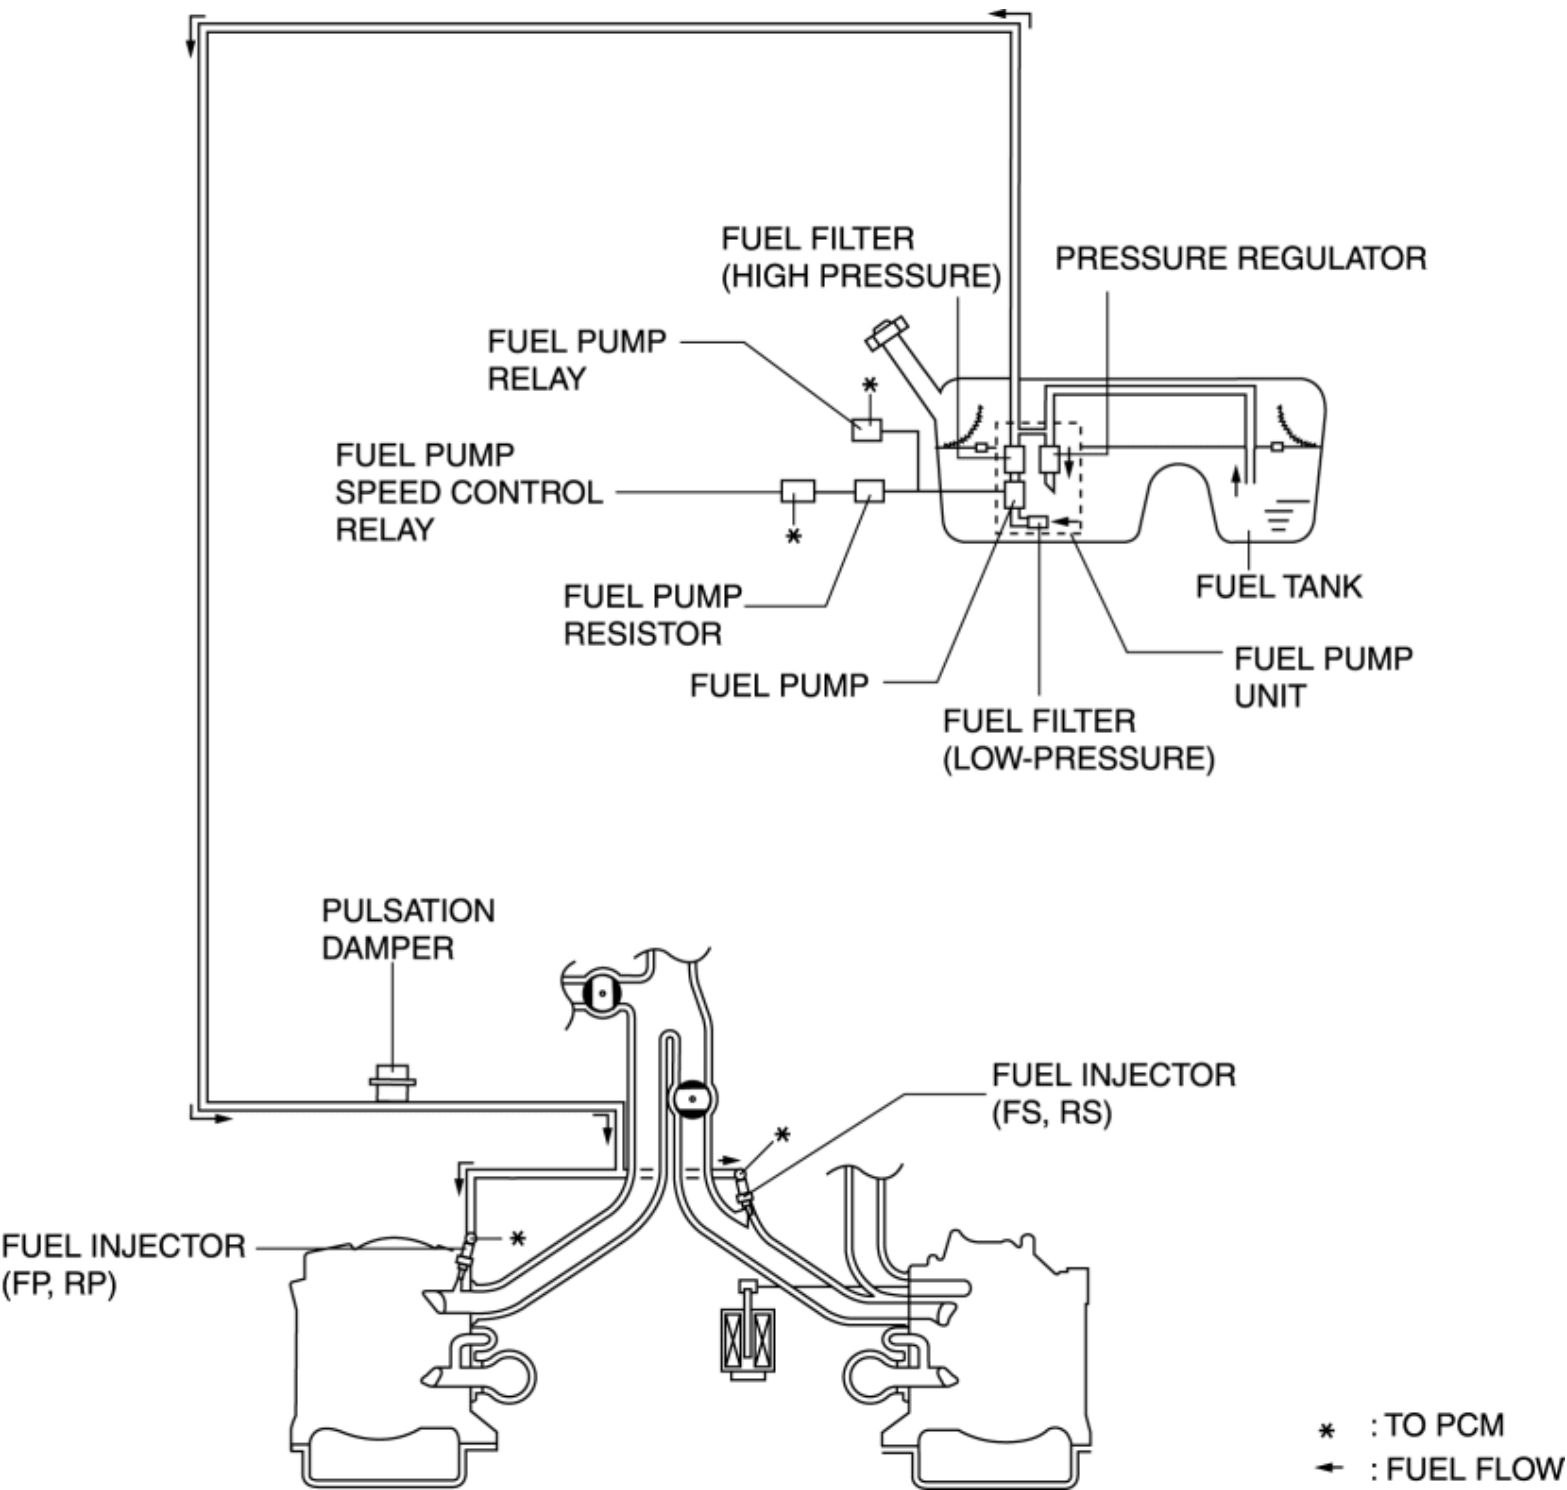 FUEL FILTER
(HIGH PRESSURE)
PRESSURE REGULATOR
FUEL PUMP
RELAY
*
FUEL PUMP
SPEED CONTROL
RELAY
*
FUEL PUMP
RESISTOR
FUEL TANK
FUEL PUMP
UNIT
FUEL PUMP
FUEL FILTER
(LOW-PRESSURE)
PULSATION
DAMPER
FUEL INJECTOR
(FS, RS)
*
FUEL INJECTOR
(FP, RP)
*
* : TO PCM
: FUEL FLOW